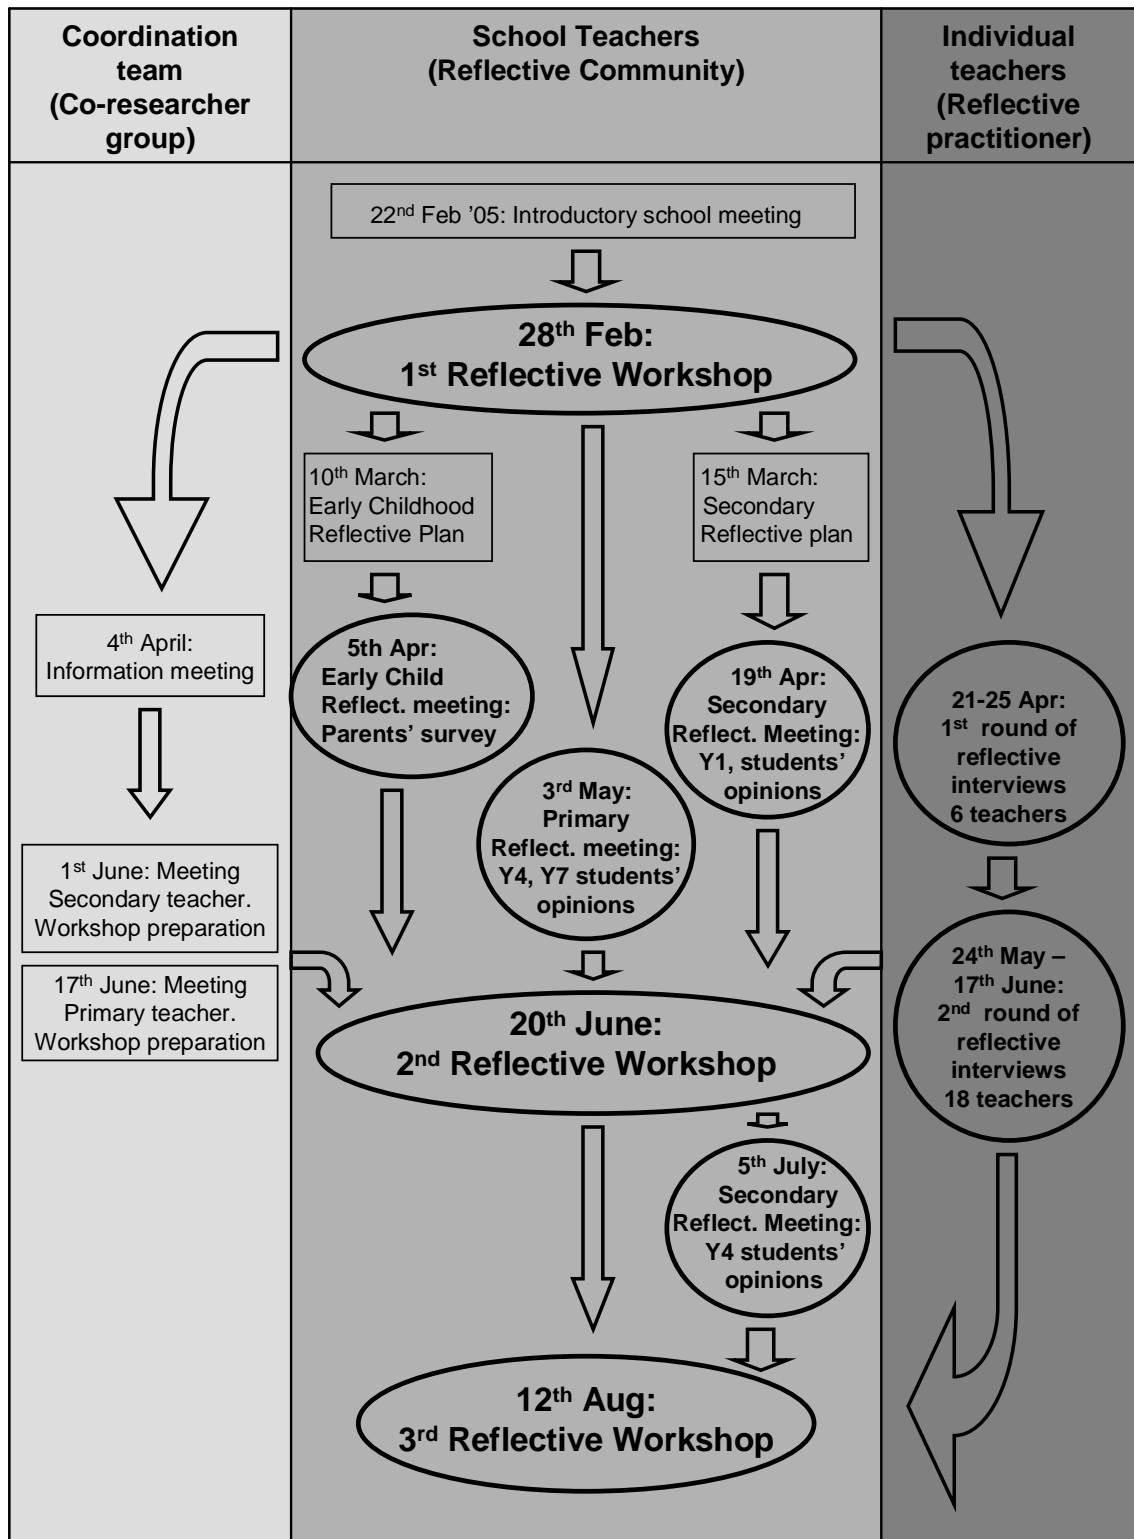 Coordination
team
(Co-researcher
group)
School Teachers
(Reflective Community)
Individual
teachers
(Reflective
practitioner)
22nd Feb ’05: Introductory school meeting
28th Feb:
1st Reflective Workshop
10th March:
Early Childhood
Reflective Plan
15th March:
Secondary
Reflective plan
4th April:
Information meeting
5th Apr:
Early Child
Reflect. meeting:
Parents’ survey
19th Apr:
Secondary
Reflect. Meeting:
Y1, students’
opinions
21-25 Apr:
1st round of
reflective
interviews
6 teachers
3rd May:
Primary
Reflect. meeting:
Y4, Y7 students’
opinions
1st June: Meeting
Secondary teacher.
Workshop preparation
17th June: Meeting
Primary teacher.
Workshop preparation
24th May –
17th June:
2nd round of
reflective
interviews
18 teachers
20th June:
2nd Reflective Workshop
5th July:
Secondary
Reflect. Meeting:
Y4 students’
opinions
12th Aug:
3rd Reflective Workshop